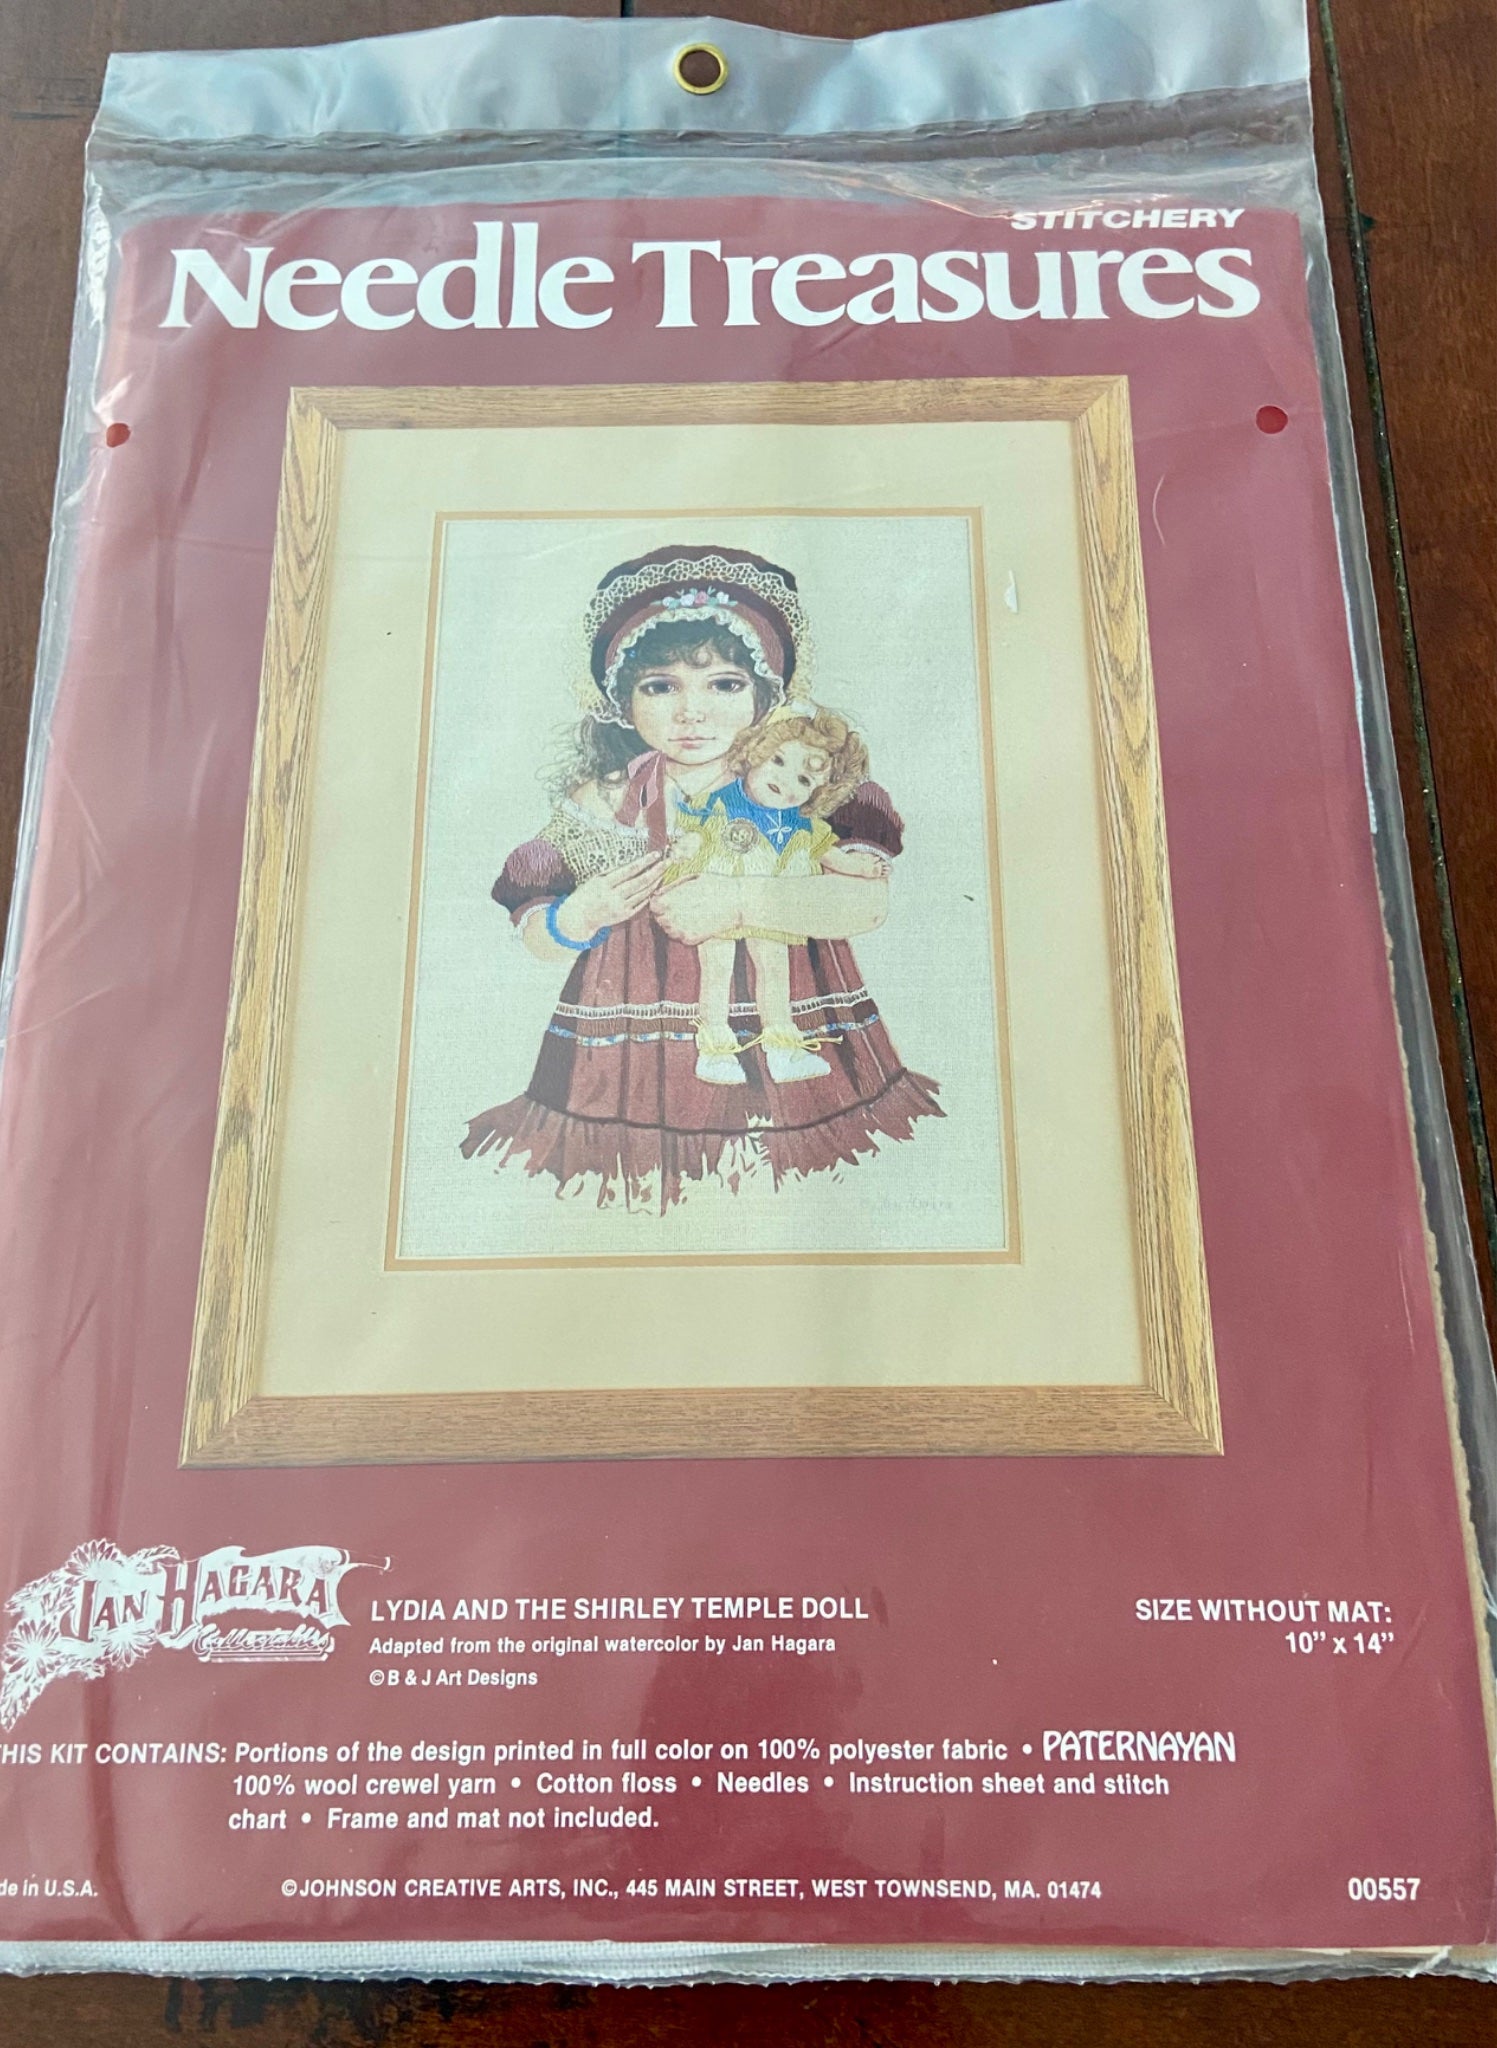 STITCHERY
Needle Treasures
JAN HAGARA
Collectables
LYDIA AND THE SHIRLEY TEMPLE DOLL
Adapted from the original watercolor by Jan Hagara
© B & J Art Designs
SIZE WITHOUT MAT:
10” x 14”
HIS KIT CONTAINS: Portions of the design printed in full color on 100% polyester fabric • PATERNAYAN
100% wool crewel yarn • Cotton floss • Needles • Instruction sheet and stitch
chart • Frame and mat not included.
de in U.S.A.
© JOHNSON CREATIVE ARTS, INC., 445 MAIN STREET, WEST TOWNSEND, MA. 01474
00557